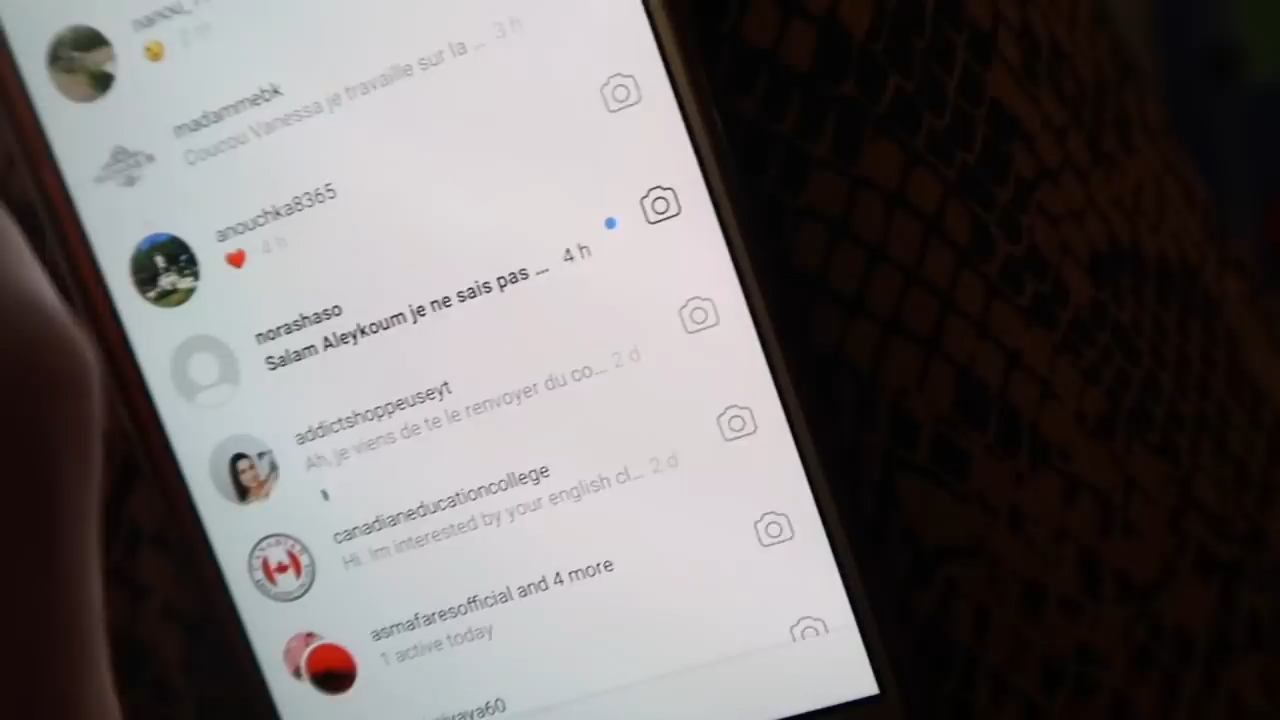 madammebk
Coucou Vanessa je travaille sur la ... 3 h
anouchka8365
4 h
norashaso
Salam Aleykoum je ne sais pas ... 4 h
addictshoppeuseyt
Ah, je viens de te le renvoyer du co... 2 d
canadianeducationcollege
Hi. Im interested by your english cl... 2 d
asmafaresofficial and 4 more
1 active today